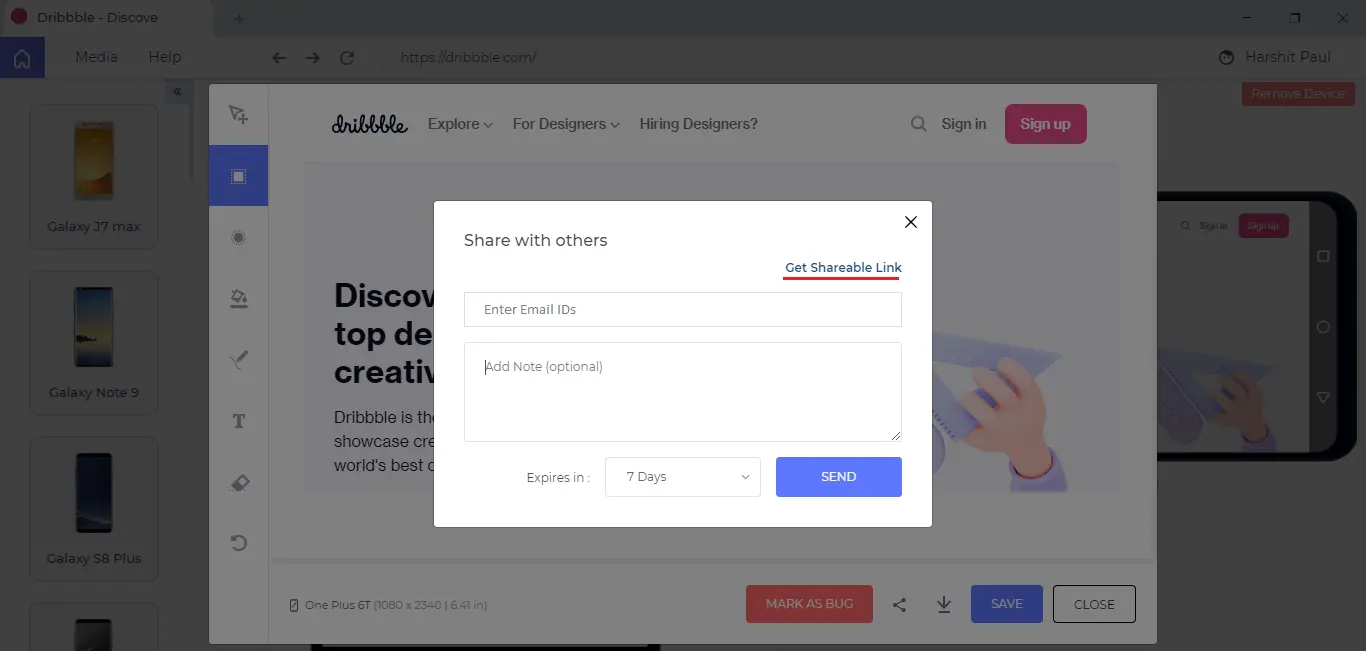 Dribbble - Discove
Media Help https://dribbble.com/ Harshit Paul
Remove Device
Galaxy J7 max
Galaxy Note 9
Galaxy S8 Plus
dribbble Explore For Designers Hiring Designers? Sign in Sign up
Discov
top de
creativ
Dribbble is the
showcase cre
world's best d
Share with others
Get Shareable Link
Enter Email IDs
Add Note (optional)
Expires in : 7 Days SEND
Sign in Sign up
One Plus 6T (1080 x 2340 | 6.41 in) MARK AS BUG SAVE CLOSE